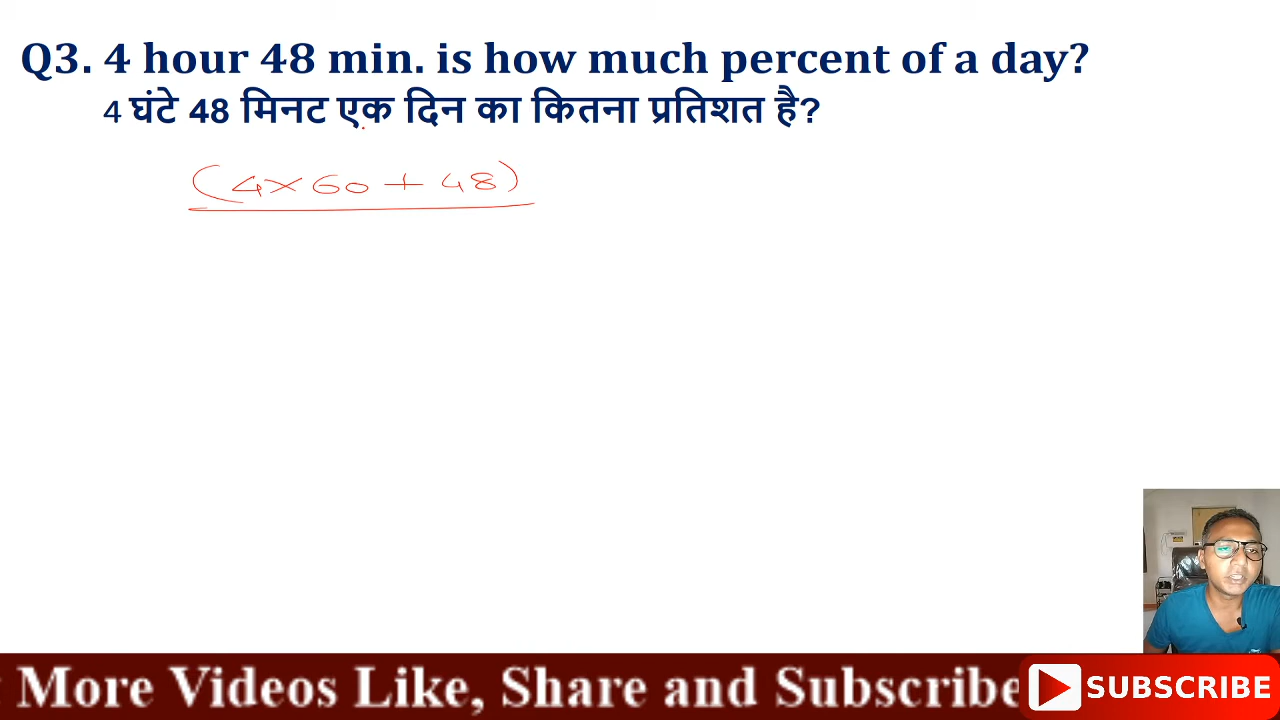 Q3. 4 hour 48 min. is how much percent of a day?
4 घंटे 48 मिनट एक दिन का कितना प्रतिशत है?
(4×60+48)
More Videos Like, Share and Subscribe
SUBSCRIBE